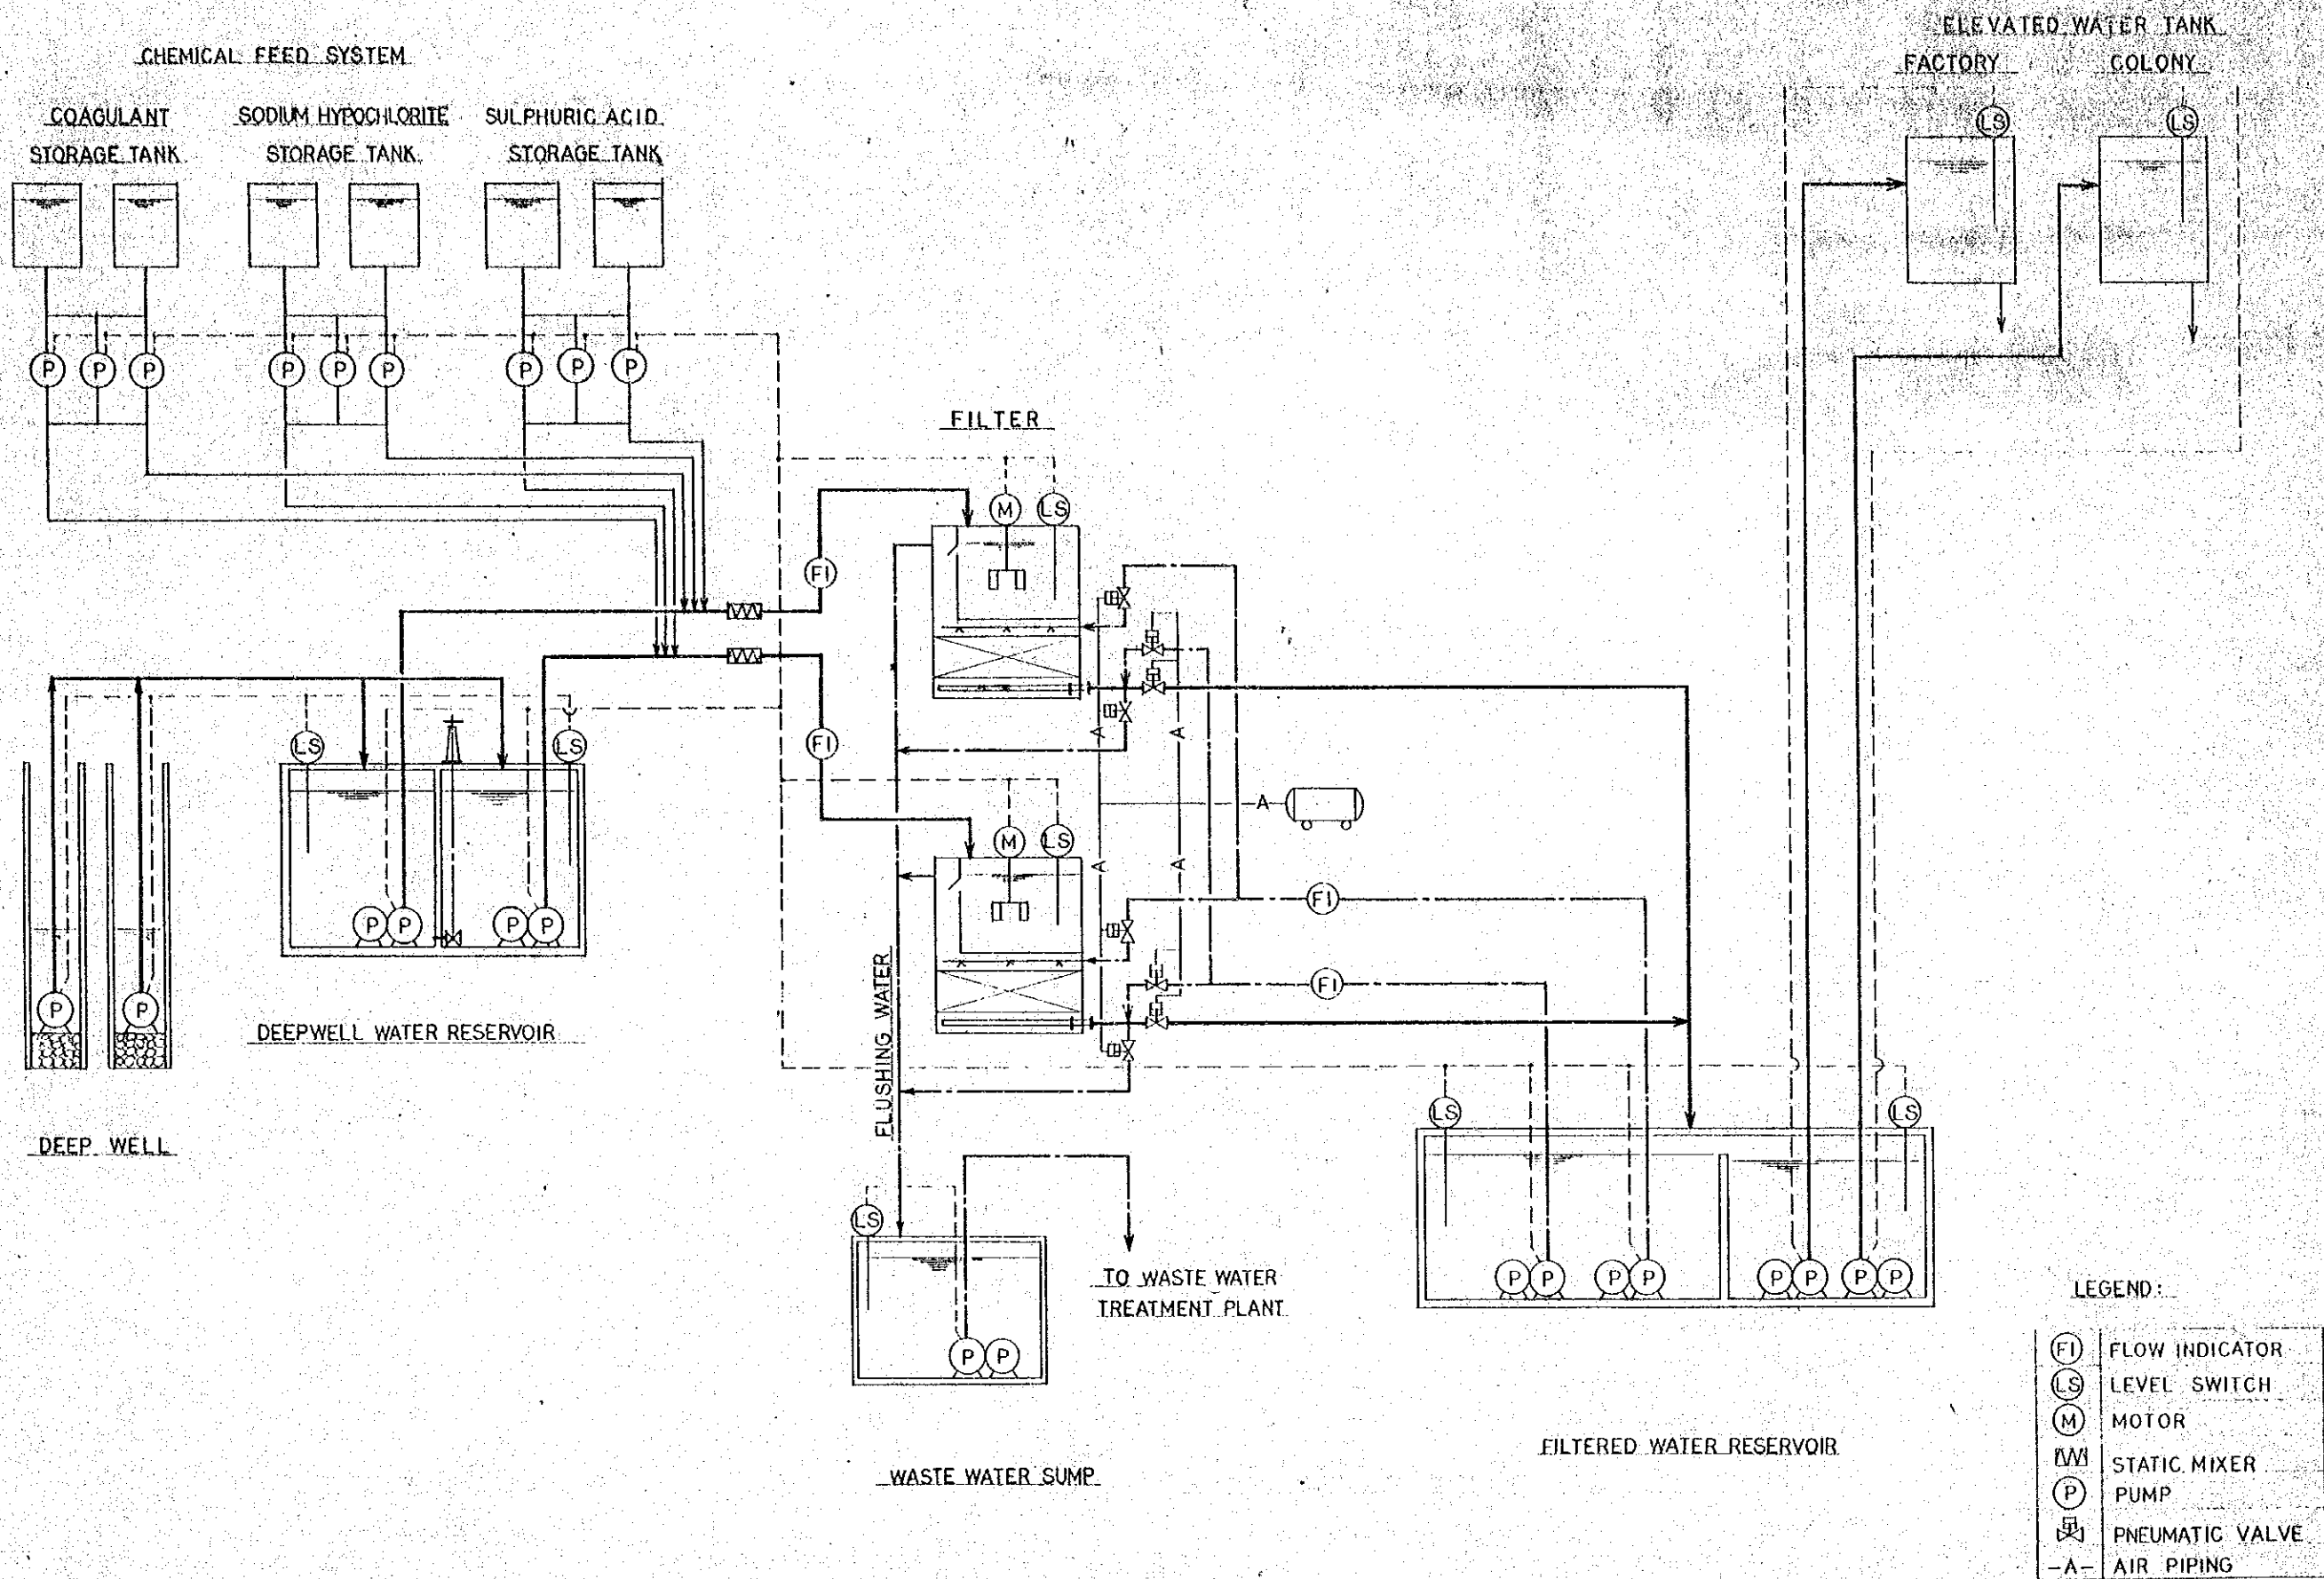 CHEMICAL FEED SYSTEM
COAGULANT
STORAGE TANK
SODIUM HYPOCHLORITE
STORAGE TANK
SULPHURIC ACID
STORAGE TANK
P P P P P P P P P
ELEVATED WATER TANK
FACTORY
COLONY
LS
LS
FILTER
M LS
FI
FI
LS
LS
P P
P P
P
P
DEEPWELL WATER RESERVOIR
DEEP WELL
A A
A
A A
M LS
FI
FI
FLUSHING WATER
LS
P P
TO WASTE WATER
TREATMENT PLANT
WASTE WATER SUMP
LS
LS
P P P P P P P P
FILTERED WATER RESERVOIR
LEGEND:
FI FLOW INDICATOR
LS LEVEL SWITCH
M MOTOR
STATIC MIXER
P PUMP
PNEUMATIC VALVE
-A- AIR PIPING